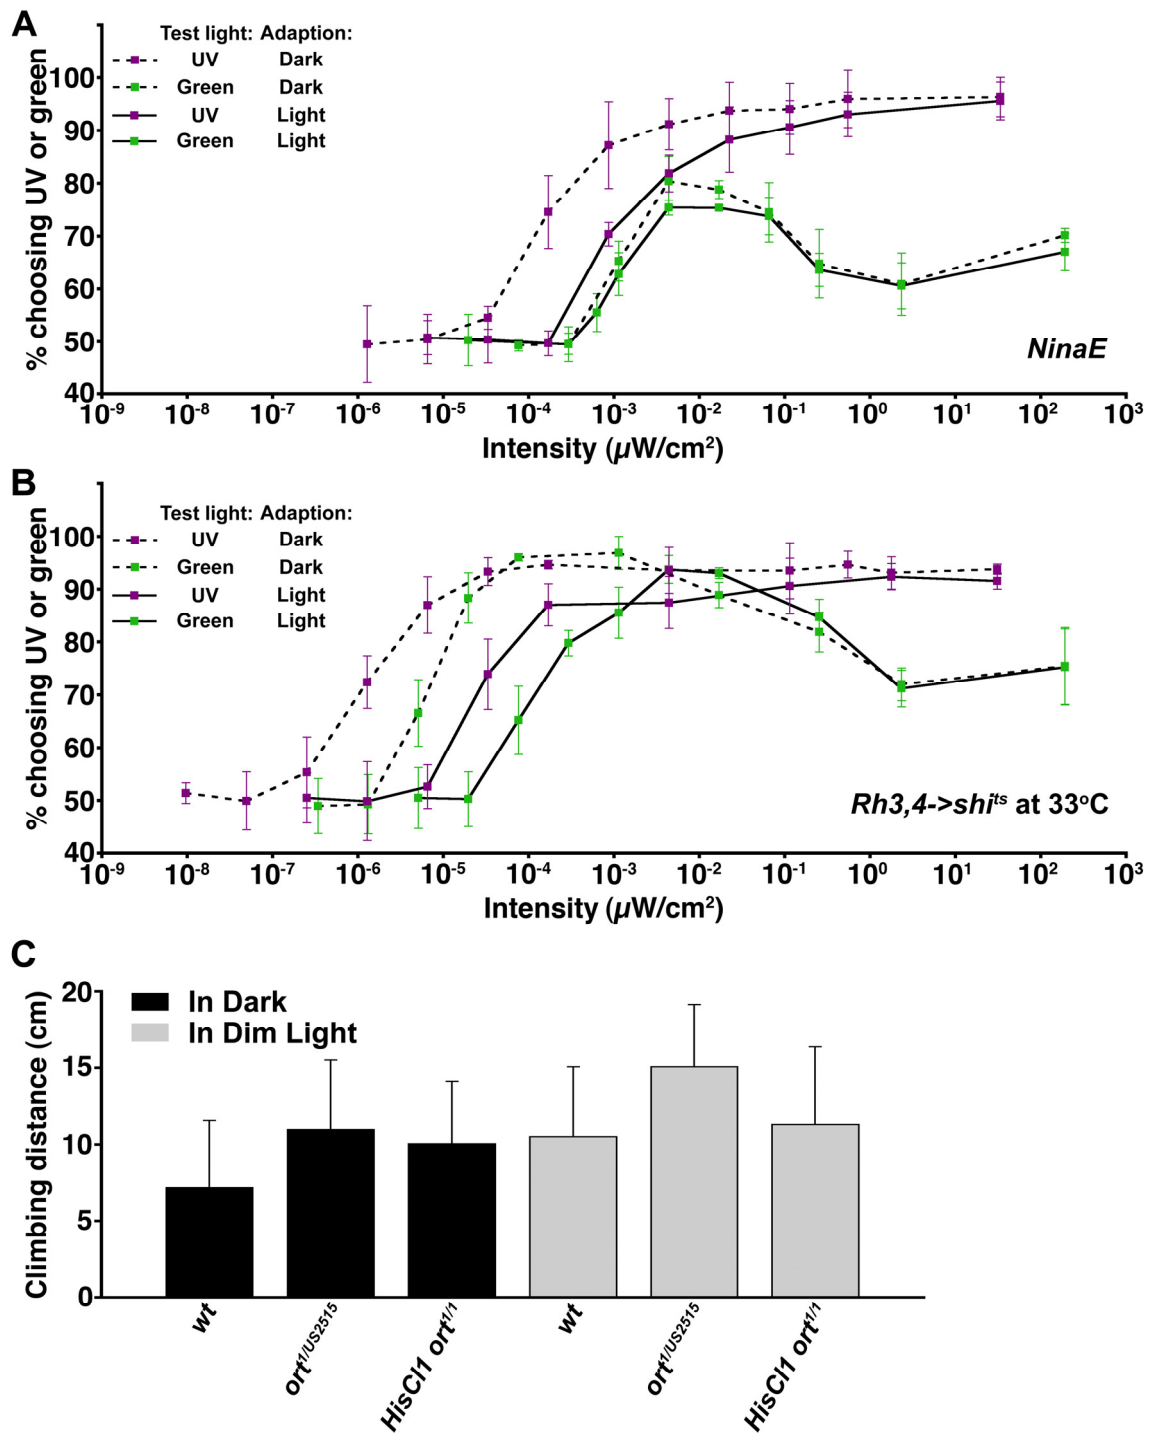 A
Test light: Adaption:
UV Dark
Green Dark
UV Light
Green Light
% choosing UV or green
100
90
80
70
60
50
40
NinaE
10⁻⁹ 10⁻⁸ 10⁻⁷ 10⁻⁶ 10⁻⁵ 10⁻⁴ 10⁻³ 10⁻² 10⁻¹ 10⁰ 10¹ 10² 10³
Intensity (µW/cm²)
B
Test light: Adaption:
UV Dark
Green Dark
UV Light
Green Light
% choosing UV or green
100
90
80
70
60
50
40
Rh3,4->shiᵗˢ at 33ºC
10⁻⁹ 10⁻⁸ 10⁻⁷ 10⁻⁶ 10⁻⁵ 10⁻⁴ 10⁻³ 10⁻² 10⁻¹ 10⁰ 10¹ 10² 10³
Intensity (µW/cm²)
C
In Dark
In Dim Light
Climbing distance (cm)
20
15
10
5
0
wt
ort¹/US2515
HisCl1 ort¹/¹
wt
ort¹/US2515
HisCl1 ort¹/¹